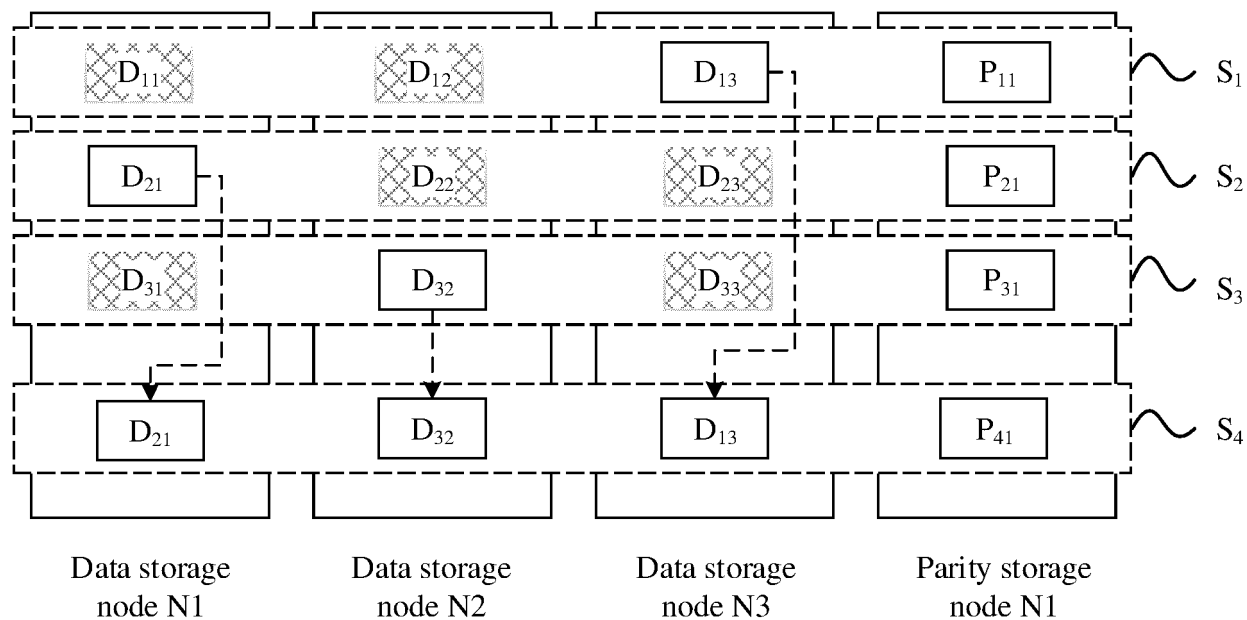 D₁₁ D₁₂ D₁₃ P₁₁ S₁
D₂₁ D₂₂ D₂₃ P₂₁ S₂
D₃₁ D₃₂ D₃₃ P₃₁ S₃
D₂₁ D₃₂ D₁₃ P₄₁ S₄
Data storage Data storage Data storage Parity storage
node N1 node N2 node N3 node N1